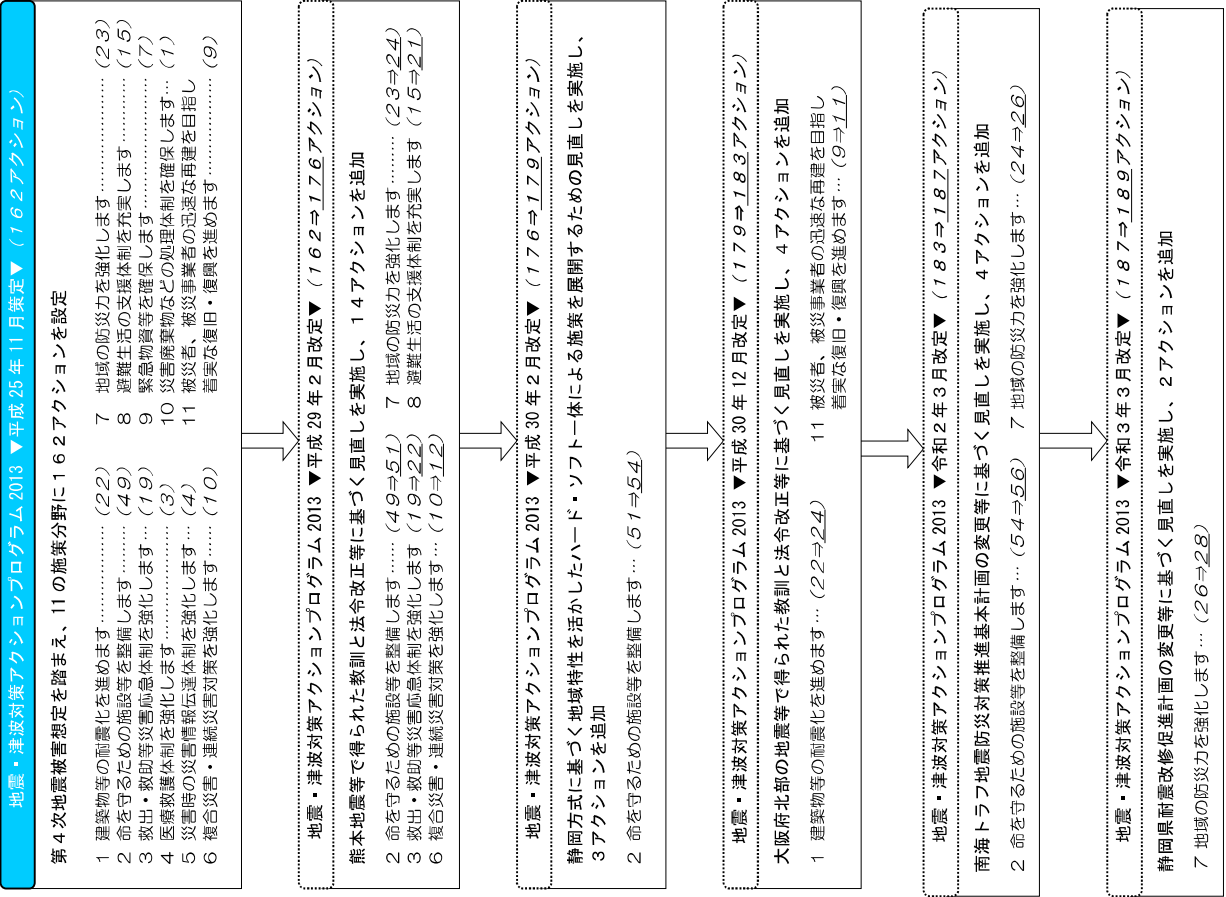 地震・津波対策アクションプログラム2013 ▼平成25年11月策定▼（１６２アクション）
第４次地震被害想定を踏まえ、11の施策分野に１６２アクションを設定
１ 建築物等の耐震化を進めます………………（２２）
２ 命を守るための施設等を整備します……（４９）
３ 救出・救助等災害応急体制を強化します…（１９）
４ 医療救護体制を強化します…………………（３）
５ 災害時の災害情報伝達体制を強化します…（４）
６ 複合災害・連続災害対策を強化します……（１０）
７ 地域の防災力を強化します………………（２３）
８ 避難生活の支援体制を充実します…………（１５）
９ 緊急物資等を確保します……………………（７）
10 災害廃棄物などの処理体制を確保します…（１）
11 被災者、被災事業者の迅速な再建を目指し
着実な復旧・復興を進めます………………（９）
地震・津波対策アクションプログラム2013 ▼平成29年２月改定▼（１６２⇒１７６アクション）
熊本地震等で得られた教訓と法令改正等に基づく見直しを実施し、１４アクションを追加
２ 命を守るための施設等を整備します……（４９⇒５１）
３ 救出・救助等災害応急体制を強化します（１９⇒２２）
６ 複合災害・連続災害対策を強化します…（１０⇒１２）
７ 地域の防災力を強化します………（２３⇒２４）
８ 避難生活の支援体制を充実します（１５⇒２１）
地震・津波対策アクションプログラム2013 ▼平成30年２月改定▼（１７６⇒１７９アクション）
静岡方式に基づく地域特性を活かしたハード・ソフト一体による施策を展開するための見直しを実施し、
３アクションを追加
２ 命を守るための施設等を整備します…（５１⇒５４）
地震・津波対策アクションプログラム2013 ▼平成30年12月改定▼（１７９⇒１８３アクション）
大阪府北部の地震等で得られた教訓と法令改正等に基づく見直しを実施し、４アクションを追加
１ 建築物等の耐震化を進めます…（２２⇒２４）
11 被災者、被災事業者の迅速な再建を目指し
着実な復旧・復興を進めます…（９⇒１１）
地震・津波対策アクションプログラム2013 ▼令和２年３月改定▼（１８３⇒１８７アクション）
南海トラフ地震防災対策推進基本計画の変更等に基づく見直しを実施し、４アクションを追加
２ 命を守るための施設等を整備します…（５４⇒５６）
７ 地域の防災力を強化します…（２４⇒２６）
地震・津波対策アクションプログラム2013 ▼令和３年３月改定▼（１８７⇒１８９アクション）
静岡県耐震改修促進計画の変更等に基づく見直しを実施し、２アクションを追加
７ 地域の防災力を強化します…（２６⇒２８）